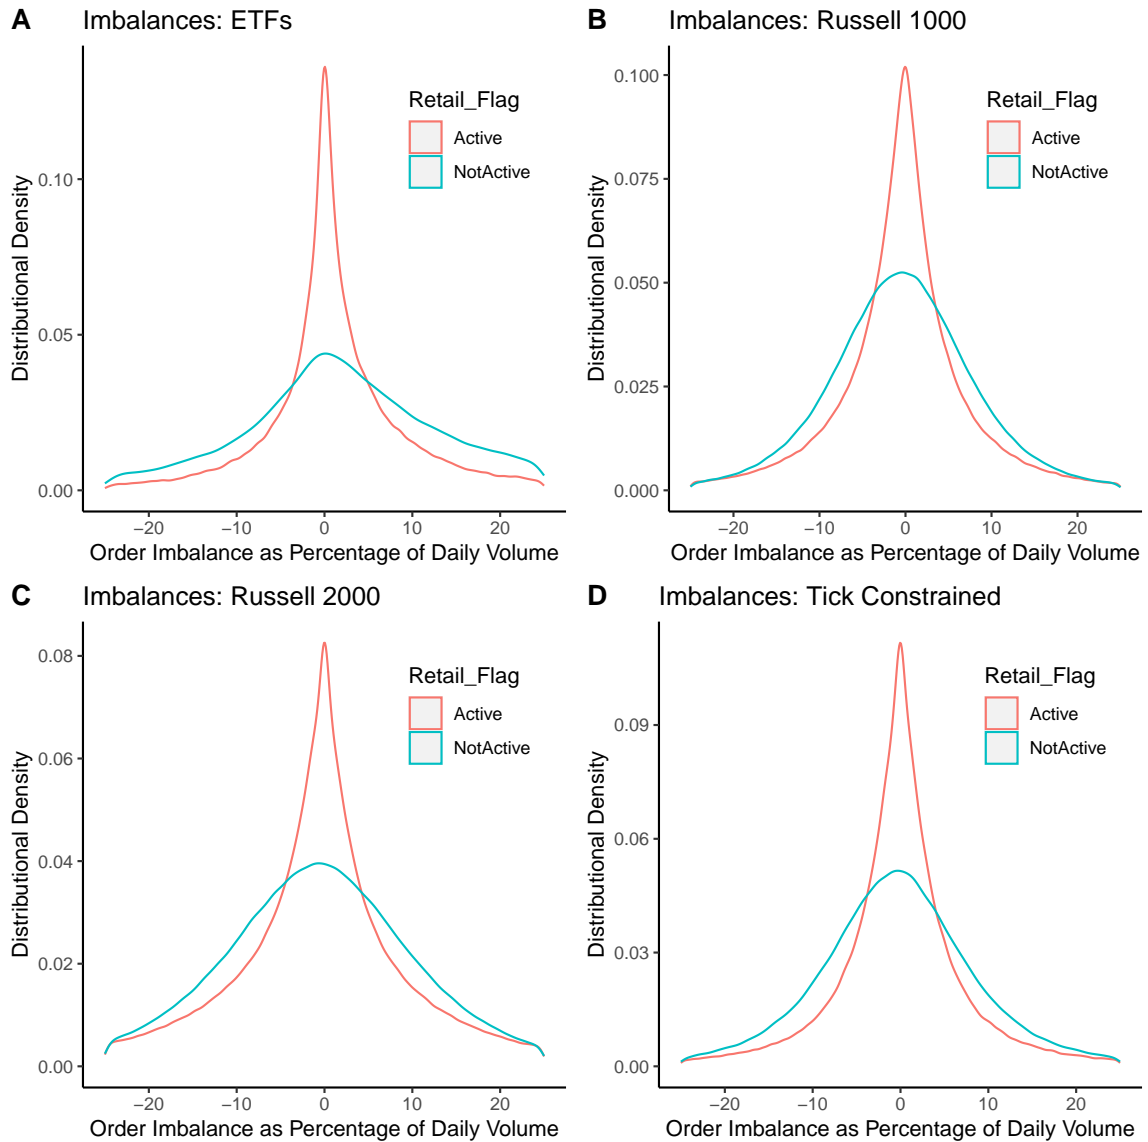 A Imbalances: ETFs
Distributional Density
0.10
0.05
0.00
Retail_Flag
Active
NotActive
−20 −10 0 10 20
Order Imbalance as Percentage of Daily Volume
B Imbalances: Russell 1000
Distributional Density
0.100
0.075
0.050
0.025
0.000
Retail_Flag
Active
NotActive
−20 −10 0 10 20
Order Imbalance as Percentage of Daily Volume
C Imbalances: Russell 2000
Distributional Density
0.08
0.06
0.04
0.02
0.00
Retail_Flag
Active
NotActive
−20 −10 0 10 20
Order Imbalance as Percentage of Daily Volume
D Imbalances: Tick Constrained
Distributional Density
0.09
0.06
0.03
0.00
Retail_Flag
Active
NotActive
−20 −10 0 10 20
Order Imbalance as Percentage of Daily Volume